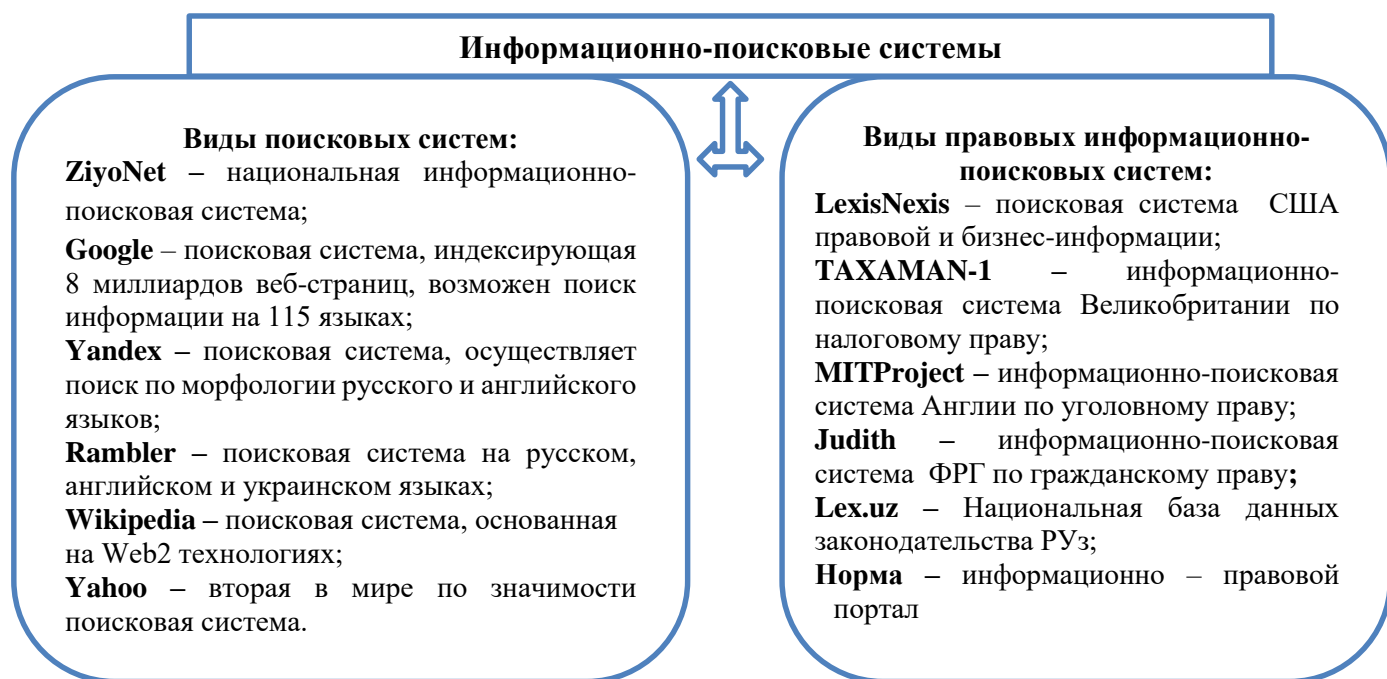 Информационно-поисковые системы
Виды поисковых систем:
ZiyoNet – национальная информационно-
поисковая система;
Google – поисковая система, индексирующая
8 миллиардов веб-страниц, возможен поиск
информации на 115 языках;
Yandex – поисковая система, осуществляет
поиск по морфологии русского и английского
языков;
Rambler – поисковая система на русском,
английском и украинском языках;
Wikipedia – поисковая система, основанная
на Web2 технологиях;
Yahoo – вторая в мире по значимости
поисковая система.
Виды правовых информационно-
поисковых систем:
LexisNexis – поисковая система США
правовой и бизнес-информации;
TAXAMAN-1 – информационно-
поисковая система Великобритании по
налоговому праву;
MITProject – информационно-поисковая
система Англии по уголовному праву;
Judith – информационно-поисковая
система ФРГ по гражданскому праву;
Lex.uz – Национальная база данных
законодательства РУз;
Норма – информационно – правовой
портал